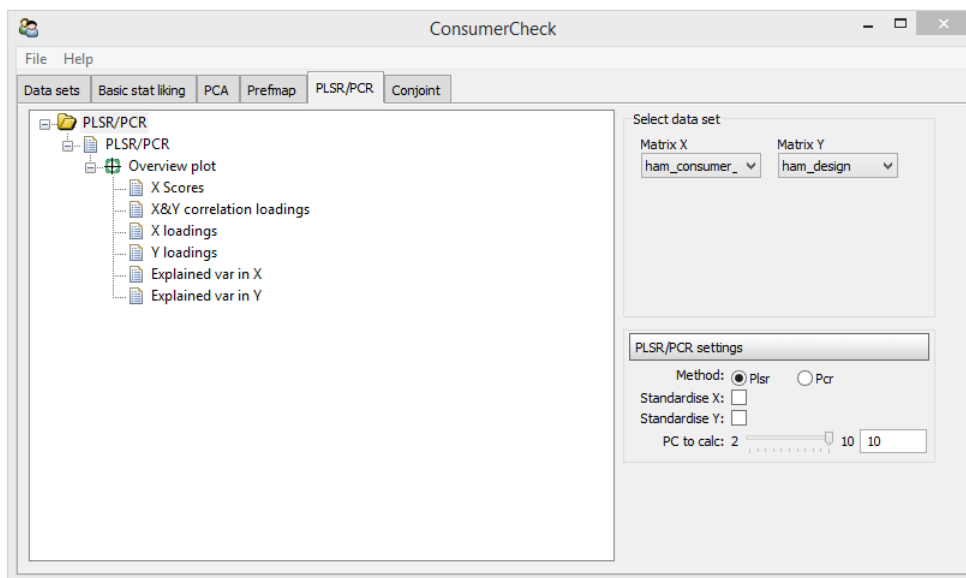 ConsumerCheck
File Help
Data sets Basic stat liking PCA Prefmap PLSR/PCR Conjoint
PLSR/PCR
PLSR/PCR
Overview plot
X Scores
X&Y correlation loadings
X loadings
Y loadings
Explained var in X
Explained var in Y
Select data set
Matrix X Matrix Y
ham_consumer_ ham_design
PLSR/PCR settings
Method: Plsr Pcr
Standardise X:
Standardise Y:
PC to calc: 2 10 10